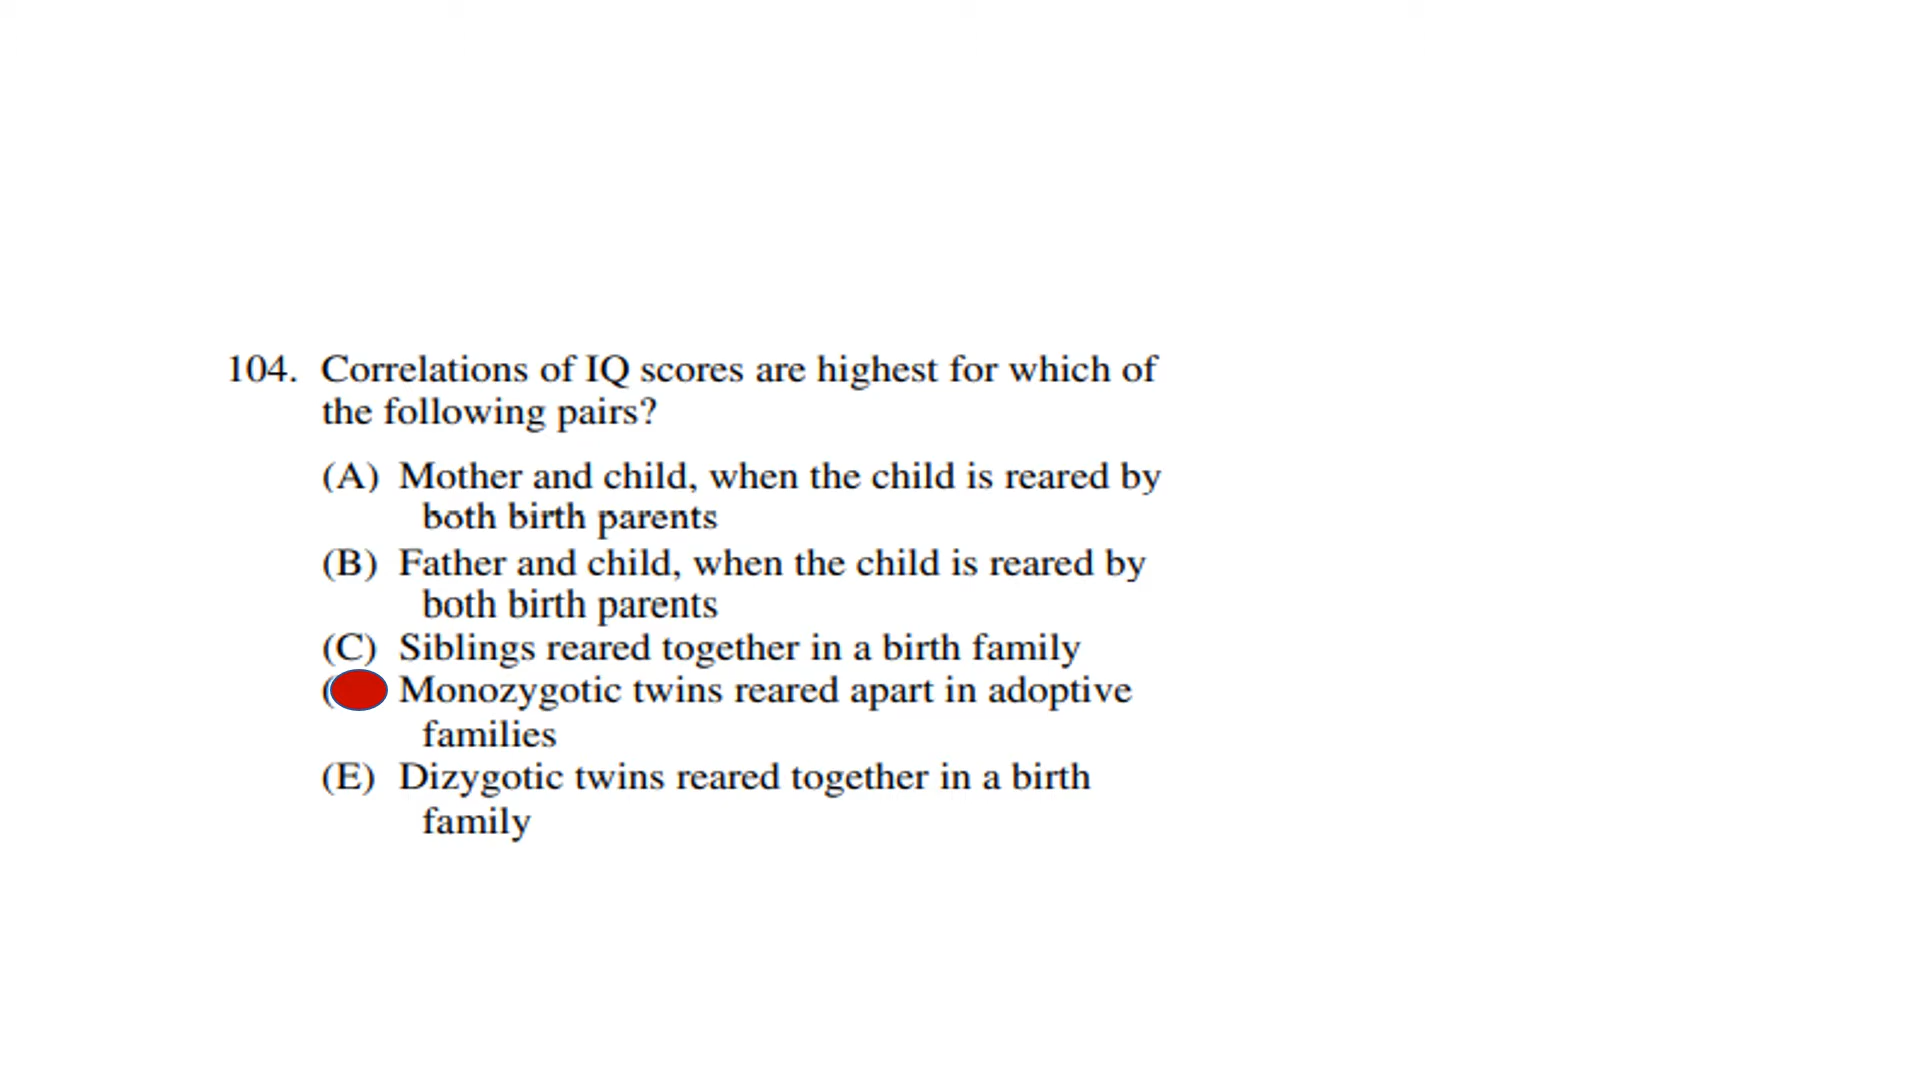 104. Correlations of IQ scores are highest for which of
the following pairs?
(A) Mother and child, when the child is reared by
both birth parents
(B) Father and child, when the child is reared by
both birth parents
(C) Siblings reared together in a birth family
( Monozygotic twins reared apart in adoptive
families
(E) Dizygotic twins reared together in a birth
family